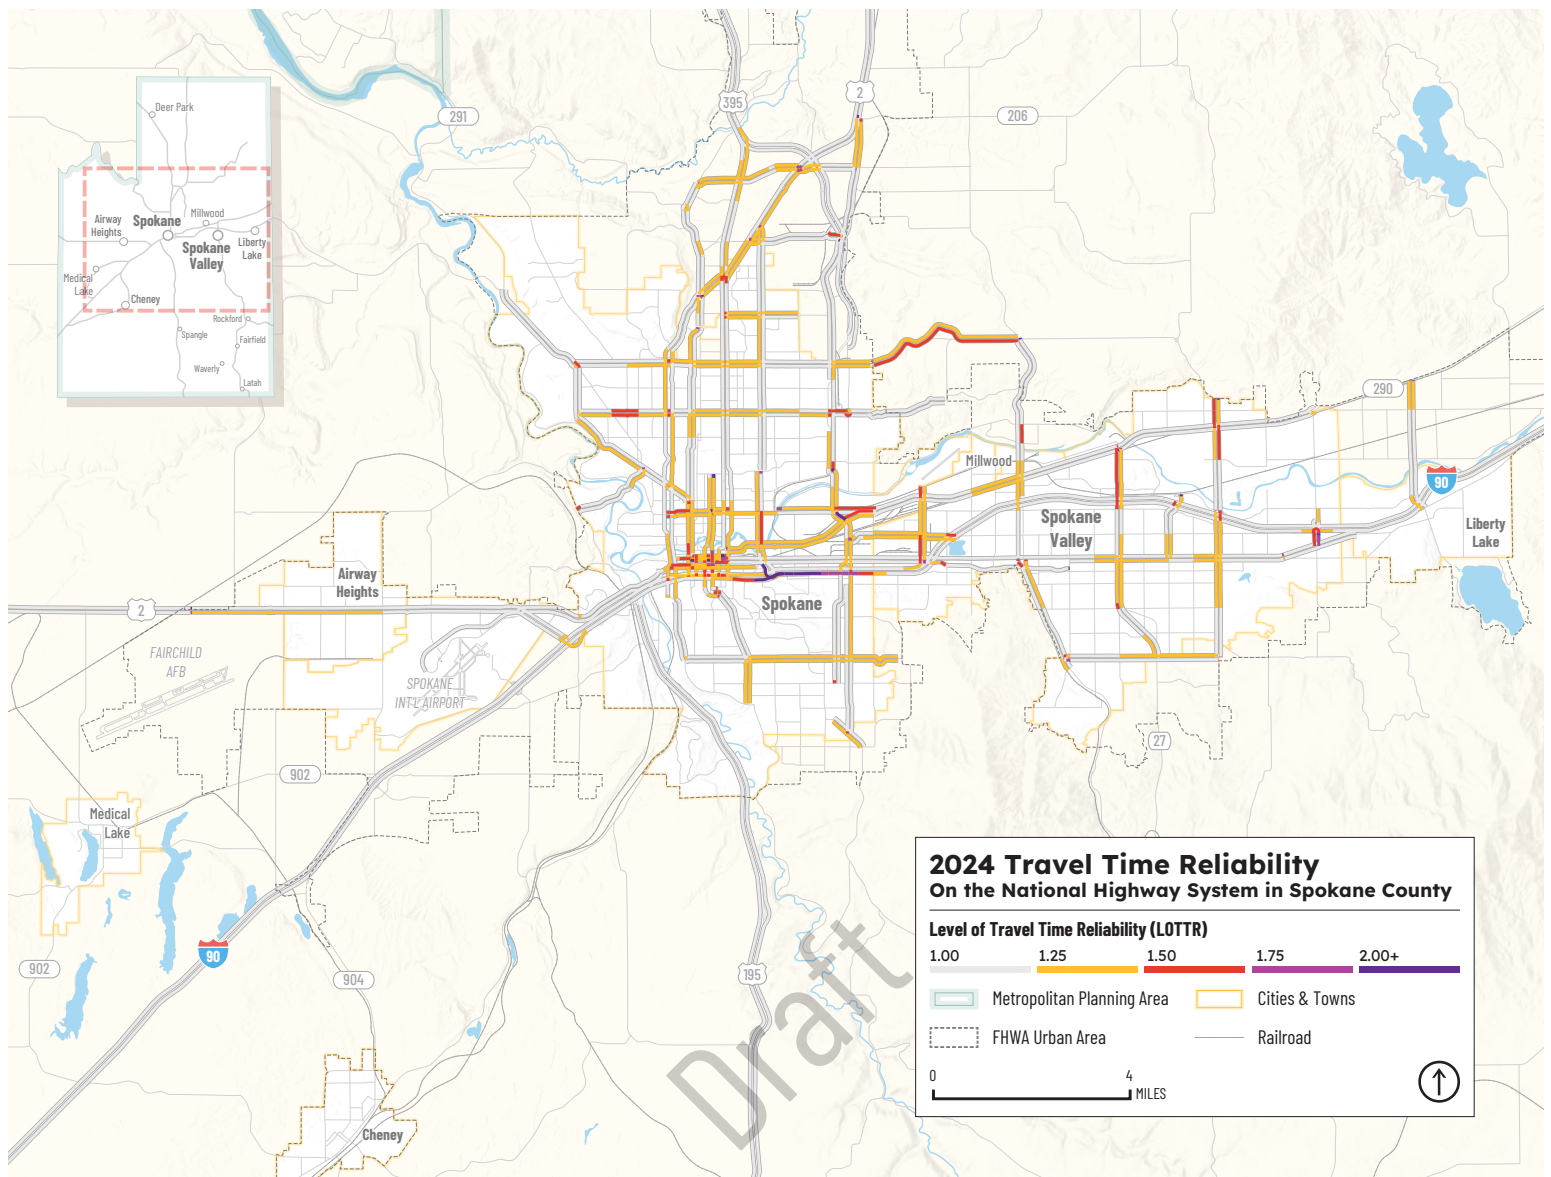 Deer Park
Airway
Heights
Spokane
Millwood
Spokane
Valley
Liberty
Lake
Medical
Lake
Cheney
Rockford
Spangle
Fairfield
Waverly
Latah
395
2
291
206
290
Millwood
90
Spokane
Valley
Liberty
Lake
Airway
Heights
2
Spokane
FAIRCHILD
AFB
SPOKANE
INT'L AIRPORT
27
902
Medical
Lake
90
902
904
195
Cheney
Draft
2024 Travel Time Reliability
On the National Highway System in Spokane County
Level of Travel Time Reliability (LOTTR)
1.00 1.25 1.50 1.75 2.00+
Metropolitan Planning Area Cities & Towns
FHWA Urban Area Railroad
0 4
MILES